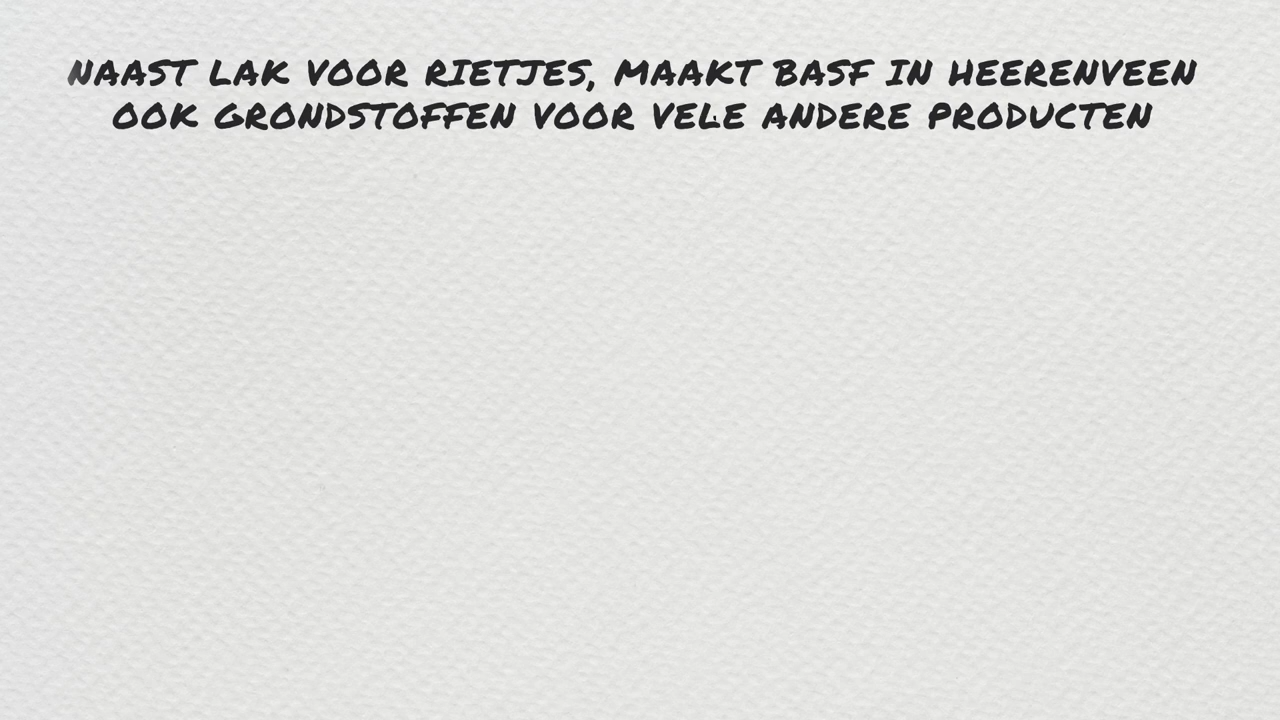 NAAST LAK VOOR RIETJES, MAAKT BASF IN HEERENVEEN
OOK GRONDSTOFFEN VOOR VELE ANDERE PRODUCTEN